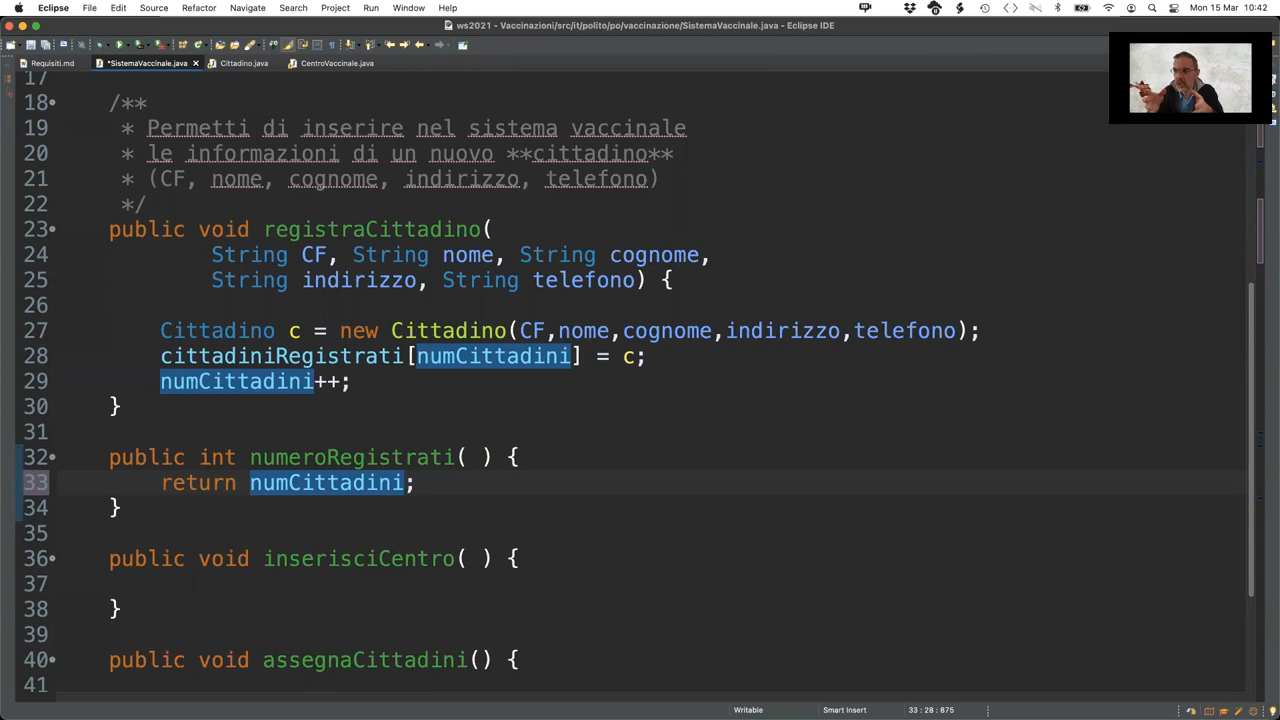 Eclipse File Edit Source Refactor Navigate Search Project Run Window Help Mon 15 Mar 10:42
ws2021 - Vaccinazioni/src/it/polito/po/vaccinazione/SistemaVaccinale.java - Eclipse IDE
Requisiti.md *SistemaVaccinale.java Cittadino.java CentroVaccinale.java
17
18 /**
19 * Permetti di inserire nel sistema vaccinale
20 * le informazioni di un nuovo **cittadino**
21 * (CF, nome, cognome, indirizzo, telefono)
22 */
23 public void registraCittadino(
24 String CF, String nome, String cognome,
25 String indirizzo, String telefono) {
26
27 Cittadino c = new Cittadino(CF,nome,cognome,indirizzo,telefono);
28 cittadiniRegistrati[numCittadini] = c;
29 numCittadini++;
30 }
31
32 public int numeroRegistrati( ) {
33 return numCittadini;
34 }
35
36 public void inserisciCentro( ) {
37
38 }
39
40 public void assegnaCittadini() {
41
Writable Smart Insert 33 : 28 : 875